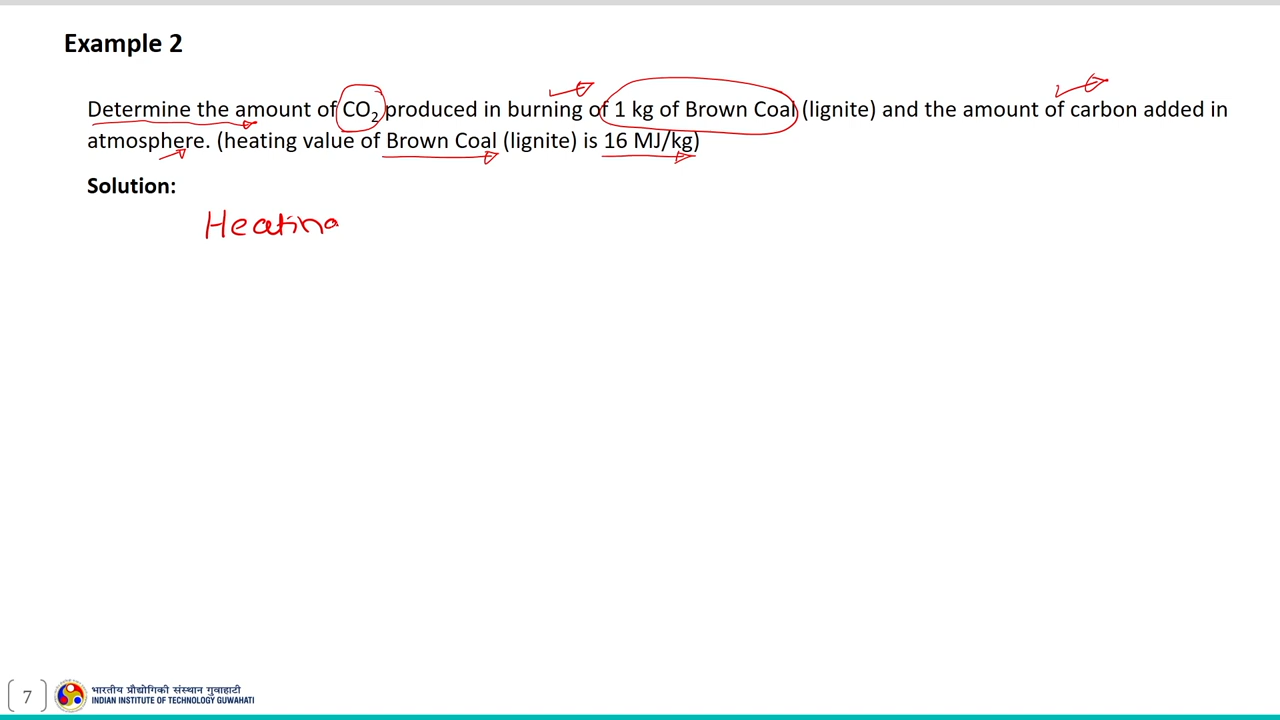 Example 2
Determine the amount of CO₂ produced in burning of 1 kg of Brown Coal (lignite) and the amount of carbon added in
atmosphere. (heating value of Brown Coal (lignite) is 16 MJ/kg)
Solution:
Heatina
7
भारतीय प्रौद्योगिकी संस्थान गुवाहाटी
INDIAN INSTITUTE OF TECHNOLOGY GUWAHATI